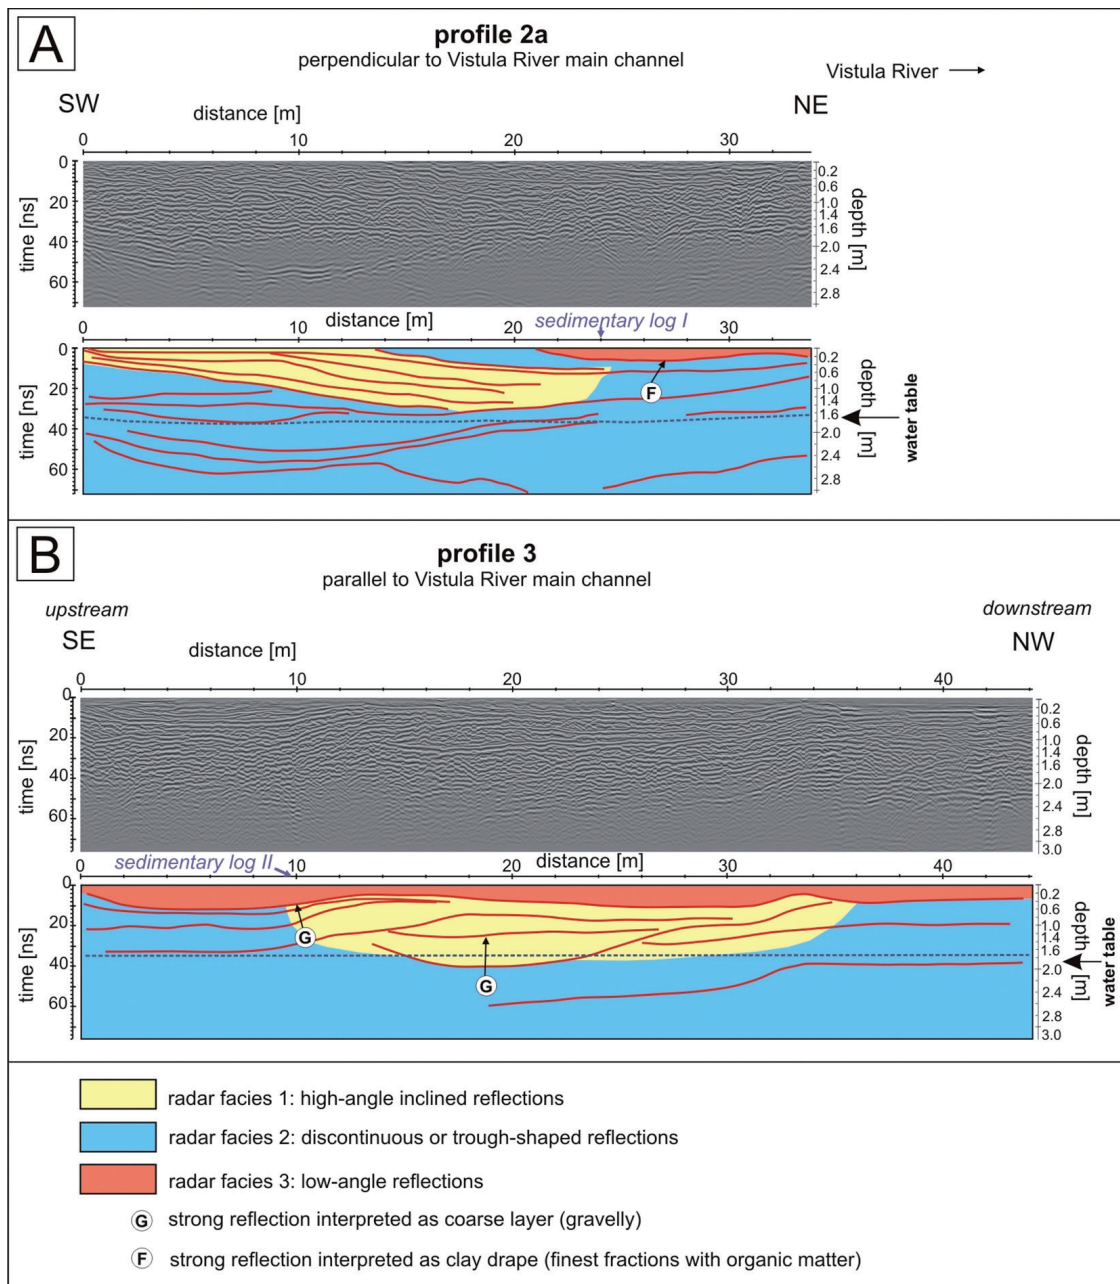 A
profile 2a
perpendicular to Vistula River main channel
Vistula River
SW
NE
distance [m]
0 10 20 30
time [ns]
0
20
40
60
0.2
0.6
1.0
1.4
1.6
2.0
2.4
2.8
depth [m]
distance [m]
sedimentary log I
0 10 20 30
time [ns]
0
20
40
60
F
0.2
0.6
1.0
1.4
1.6
2.0
2.4
2.8
depth [m]
water table
B
profile 3
parallel to Vistula River main channel
upstream
downstream
SE
NW
distance [m]
0 10 20 30 40
time [ns]
0
20
40
60
0.2
0.6
1.0
1.4
1.6
2.0
2.4
2.8
3.0
depth [m]
sedimentary log II
distance [m]
0 10 20 30 40
time [ns]
0
20
40
60
G
G
0.2
0.6
1.0
1.4
1.6
2.0
2.4
2.8
3.0
depth [m]
water table
radar facies 1: high-angle inclined reflections
radar facies 2: discontinuous or trough-shaped reflections
radar facies 3: low-angle reflections
G strong reflection interpreted as coarse layer (gravelly)
F strong reflection interpreted as clay drape (finest fractions with organic matter)